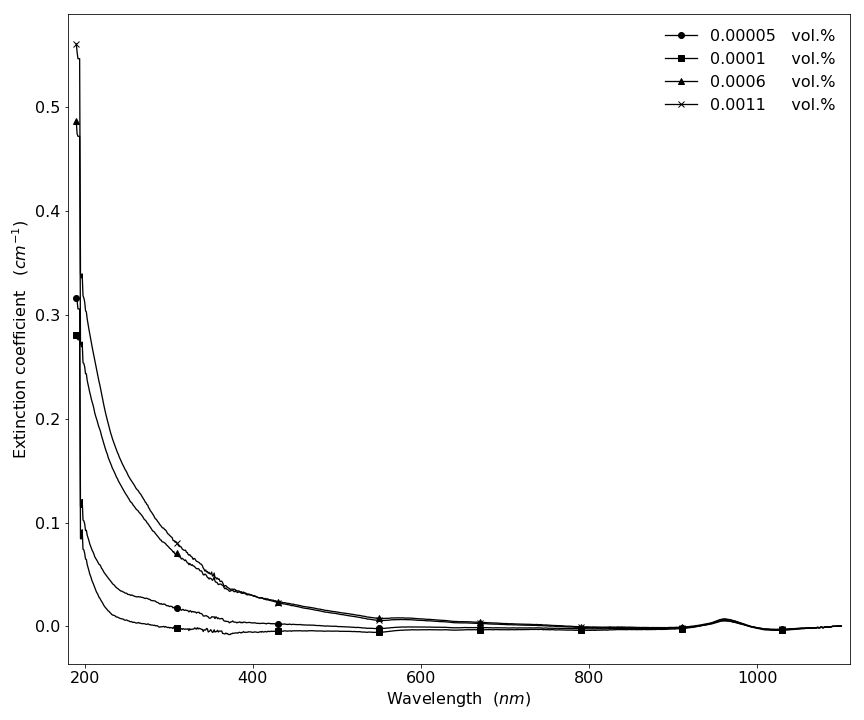 0.00005 vol.%
0.0001 vol.%
0.0006 vol.%
0.0011 vol.%
Extinction coefficient (cm⁻¹)
0.5
0.4
0.3
0.2
0.1
0.0
200 400 600 800 1000
Wavelength (nm)